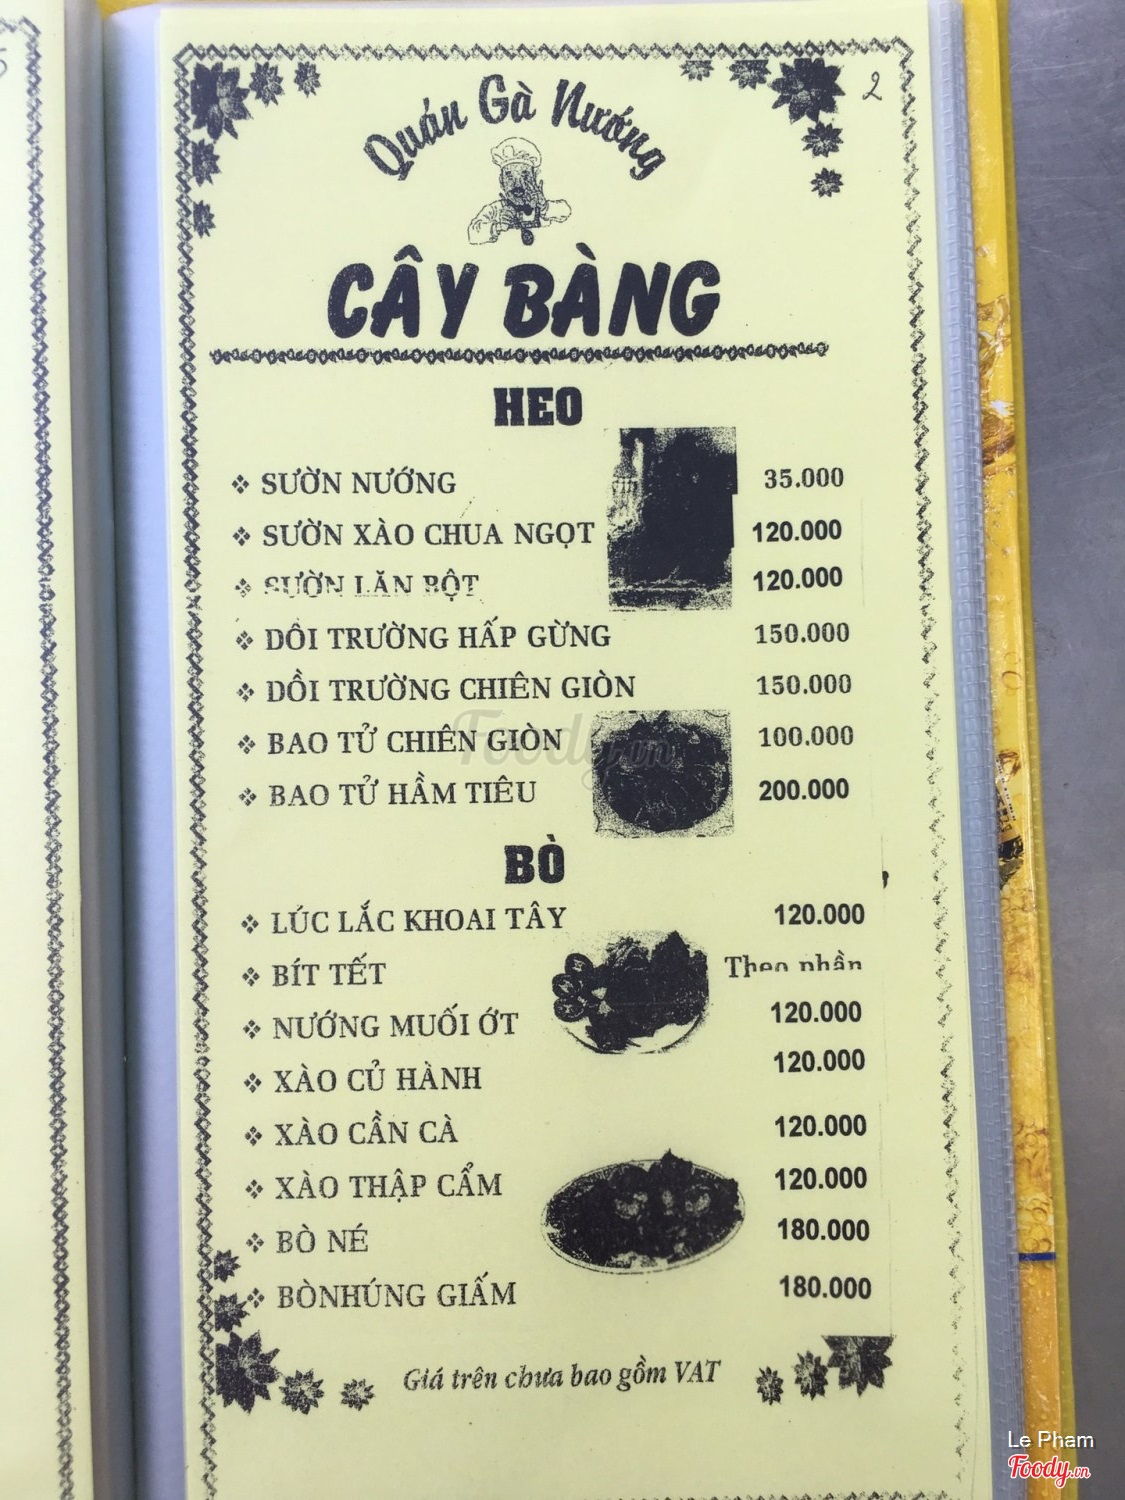 2
Quán Gà Nướng
CÂY BÀNG
HEO
❖ SƯỜN NƯỚNG 35.000
❖ SƯỜN XÀO CHUA NGỌT 120.000
❖ SƯỜN LĂN BỘT 120.000
❖ DỒI TRƯỜNG HẤP GỪNG 150.000
❖ DỒI TRƯỜNG CHIÊN GIÒN 150.000
❖ BAO TỬ CHIÊN GIÒN 100.000
❖ BAO TỬ HẦM TIÊU 200.000
BÒ
❖ LÚC LẮC KHOAI TÂY 120.000
❖ BÍT TẾT Theo phần
❖ NƯỚNG MUỐI ỚT 120.000
❖ XÀO CỦ HÀNH 120.000
❖ XÀO CẦN CÀ 120.000
❖ XÀO THẬP CẨM 120.000
❖ BÒ NÉ 180.000
❖ BÒNHÚNG GIẤM 180.000
Giá trên chưa bao gồm VAT
Foody.vn
Le Pham
Foody.vn